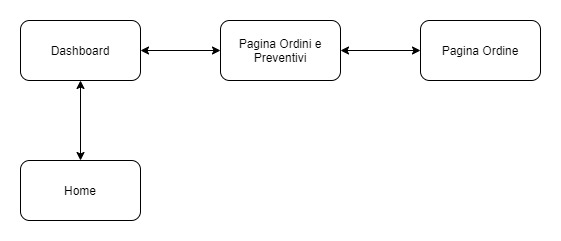 Dashboard
Pagina Ordini e
Preventivi
Pagina Ordine
Home